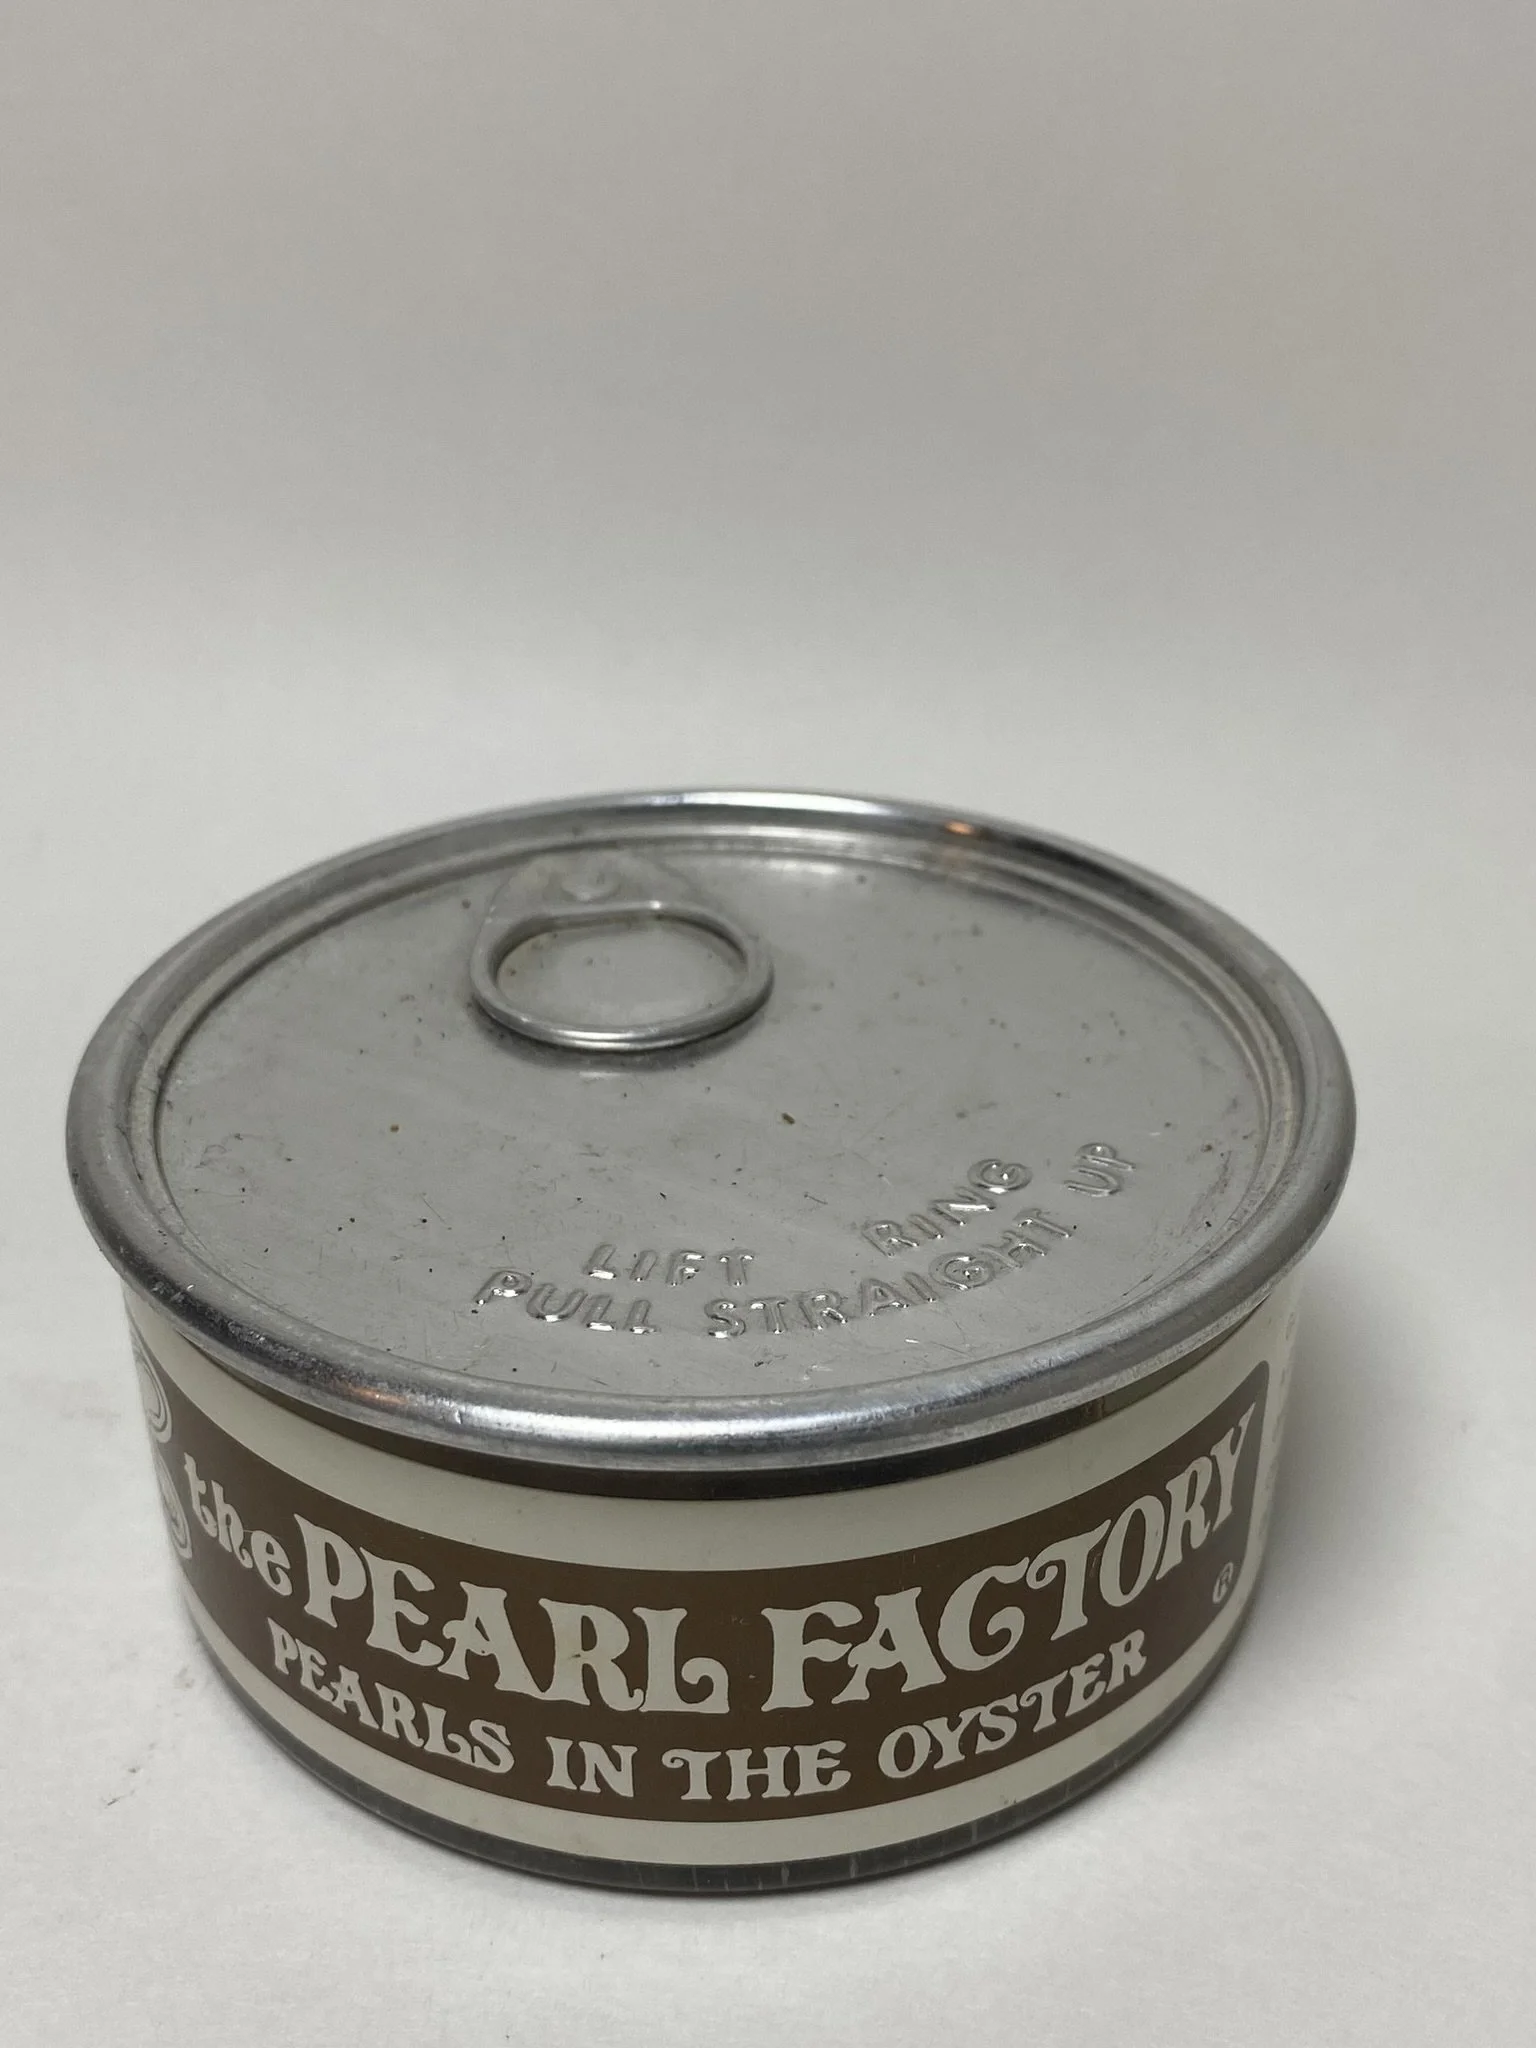 LIFT RING
PULL STRAIGHT UP
the PEARL FACTORY ®
PEARLS IN THE OYSTER